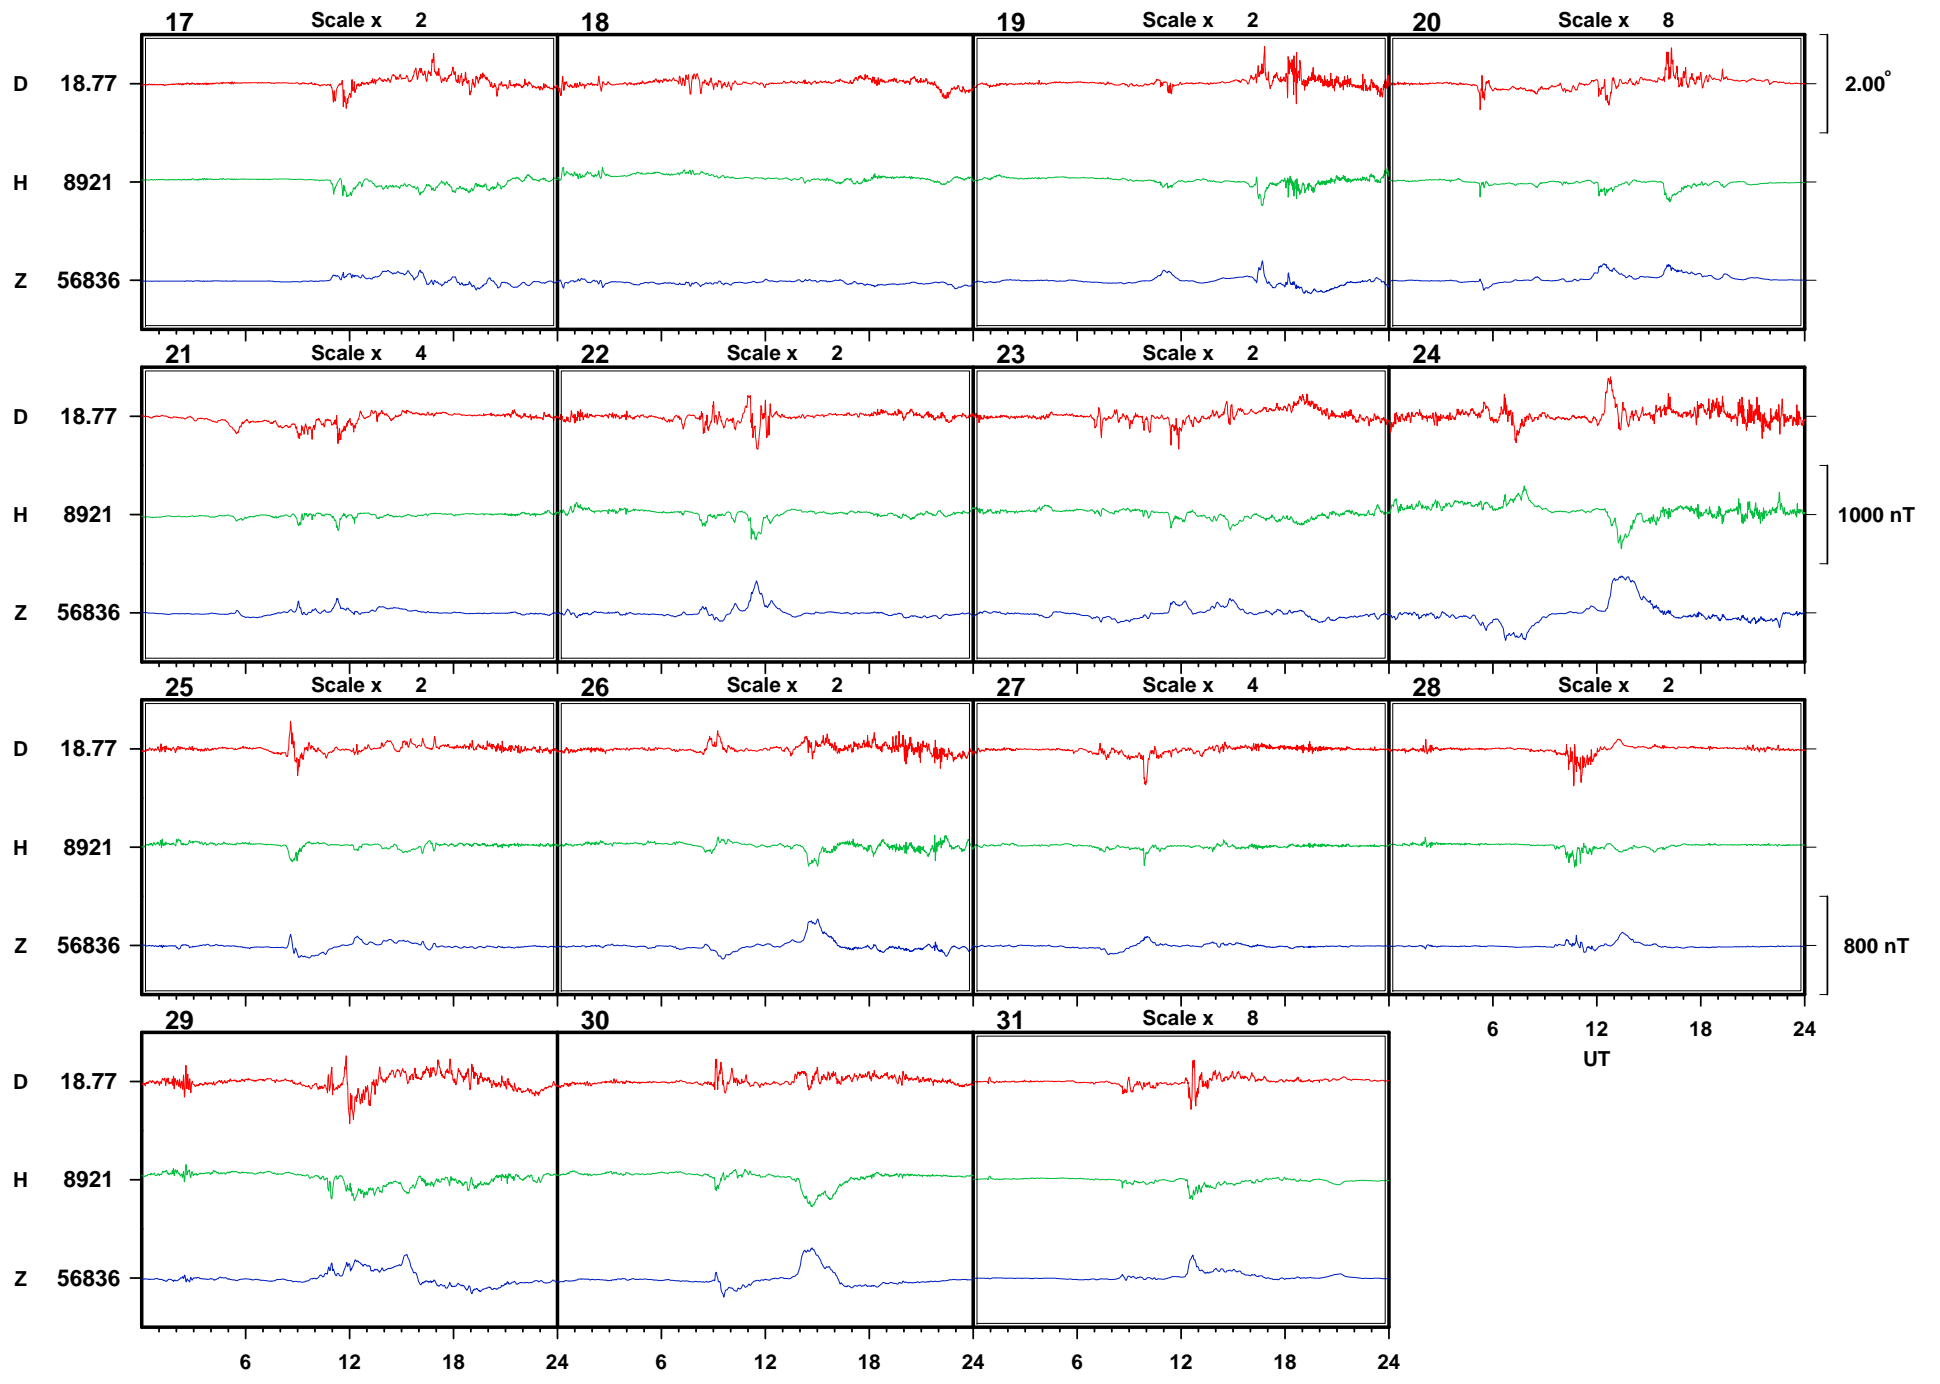 17 Scale x 2 18 19 Scale x 2 20 Scale x 8
D 18.77 2.00°
H 8921
Z 56836
21 Scale x 4 22 Scale x 2 23 Scale x 2 24
D 18.77
H 8921 1000 nT
Z 56836
25 Scale x 2 26 Scale x 2 27 Scale x 4 28 Scale x 2
D 18.77
H 8921
Z 56836 800 nT
29 30 31 Scale x 8 6 12 18 24
UT
D 18.77
H 8921
Z 56836
6 12 18 24 6 12 18 24 6 12 18 24